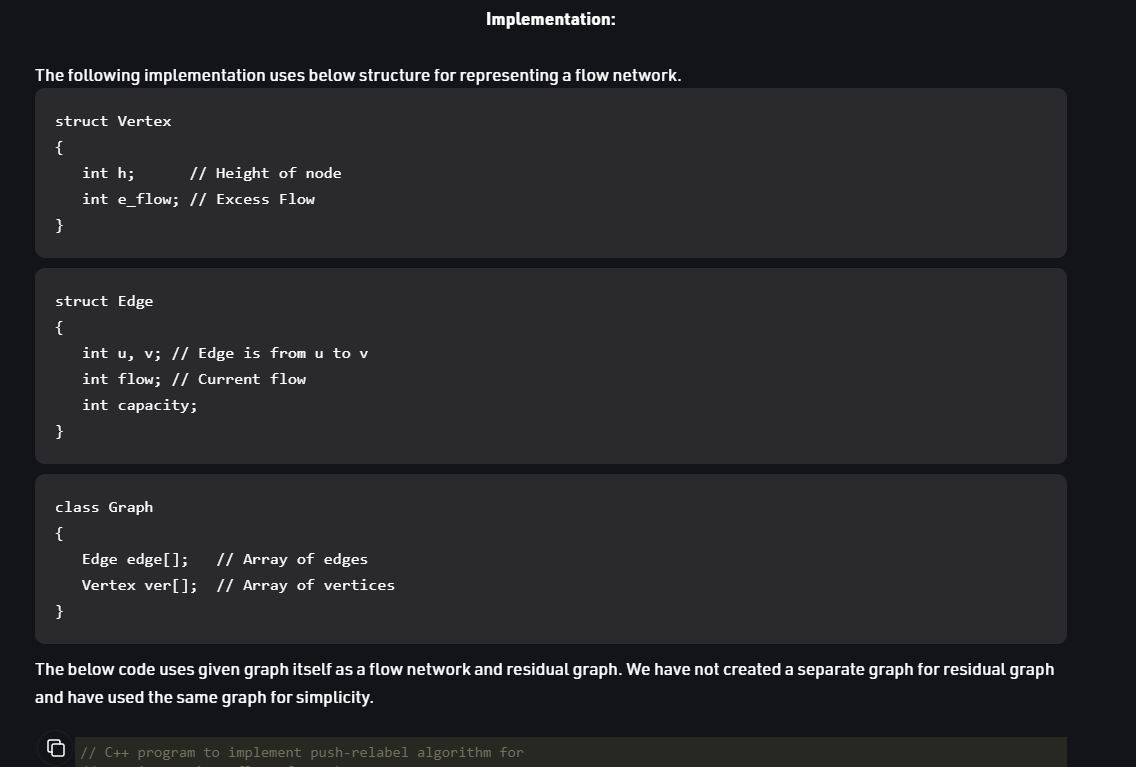 Implementation:
The following implementation uses below structure for representing a flow network.
struct Vertex
{
   int h;      // Height of node
   int e_flow; // Excess Flow
}
struct Edge
{
   int u, v; // Edge is from u to v
   int flow; // Current flow
   int capacity;
}
class Graph
{
   Edge edge[];   // Array of edges
   Vertex ver[];  // Array of vertices
}
The below code uses given graph itself as a flow network and residual graph. We have not created a separate graph for residual graph
and have used the same graph for simplicity.
// C++ program to implement push-relabel algorithm for